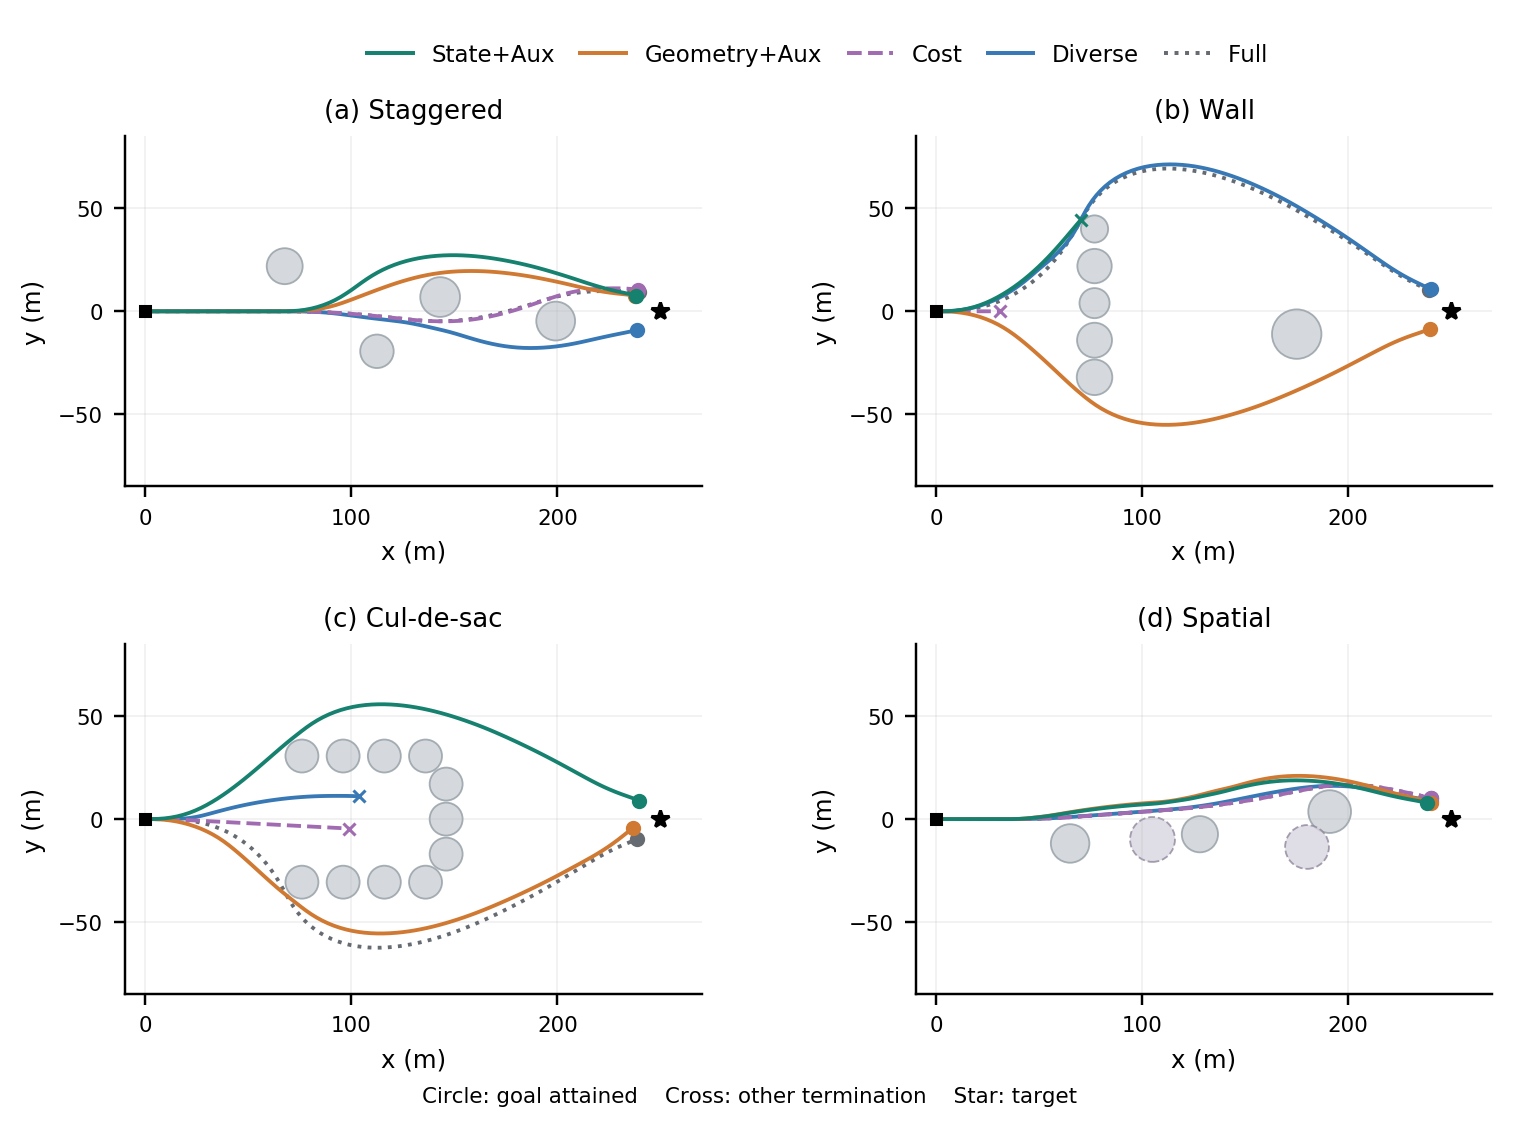 State+Aux Geometry+Aux Cost Diverse Full
(a) Staggered
50
0
−50
y (m)
0 100 200
x (m)
(b) Wall
50
0
−50
y (m)
0 100 200
x (m)
(c) Cul-de-sac
50
0
−50
y (m)
0 100 200
x (m)
(d) Spatial
50
0
−50
y (m)
0 100 200
x (m)
Circle: goal attained Cross: other termination Star: target